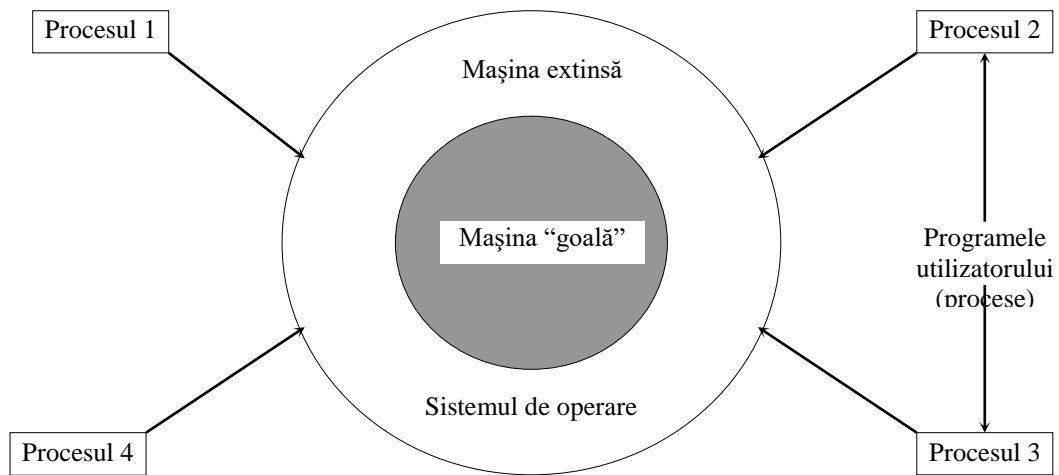 Procesul 1
Procesul 2
Maşina extinsă
Maşina “goală”
Programele
utilizatorului
(procese)
Sistemul de operare
Procesul 4
Procesul 3